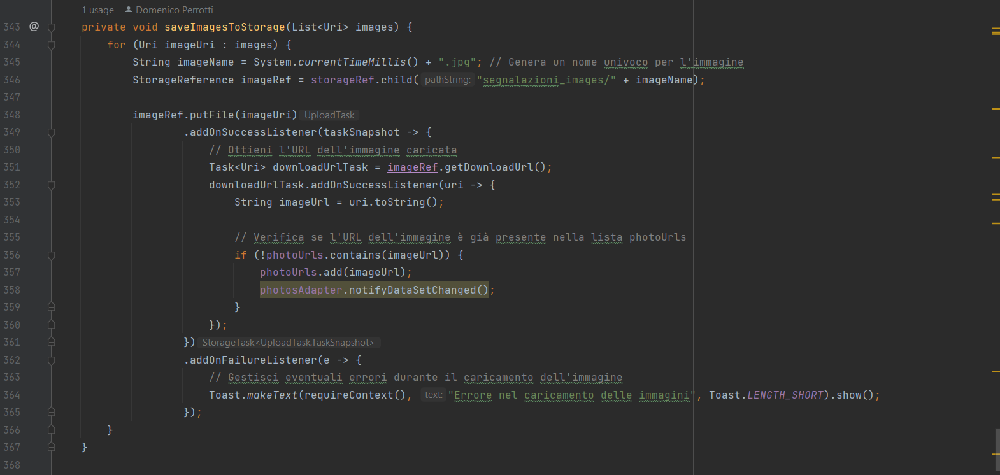 1 usage Domenico Perrotti
343 @ private void saveImagesToStorage(List<Uri> images) {
344 for (Uri imageUri : images) {
345 String imageName = System.currentTimeMillis() + ".jpg"; // Genera un nome univoco per l'immagine
346 StorageReference imageRef = storageRef.child( pathString: "segnalazioni_images/" + imageName);
347
348 imageRef.putFile(imageUri) UploadTask
349 .addOnSuccessListener(taskSnapshot -> {
350 // Ottieni l'URL dell'immagine caricata
351 Task<Uri> downloadUrlTask = imageRef.getDownloadUrl();
352 downloadUrlTask.addOnSuccessListener(uri -> {
353 String imageUrl = uri.toString();
354
355 // Verifica se l'URL dell'immagine è già presente nella lista photoUrls
356 if (!photoUrls.contains(imageUrl)) {
357 photoUrls.add(imageUrl);
358 photosAdapter.notifyDataSetChanged();
359 }
360 });
361 }) StorageTask<UploadTask.TaskSnapshot>
362 .addOnFailureListener(e -> {
363 // Gestisci eventuali errori durante il caricamento dell'immagine
364 Toast.makeText(requireContext(), text: "Errore nel caricamento delle immagini", Toast.LENGTH_SHORT).show();
365 });
366 }
367 }
368